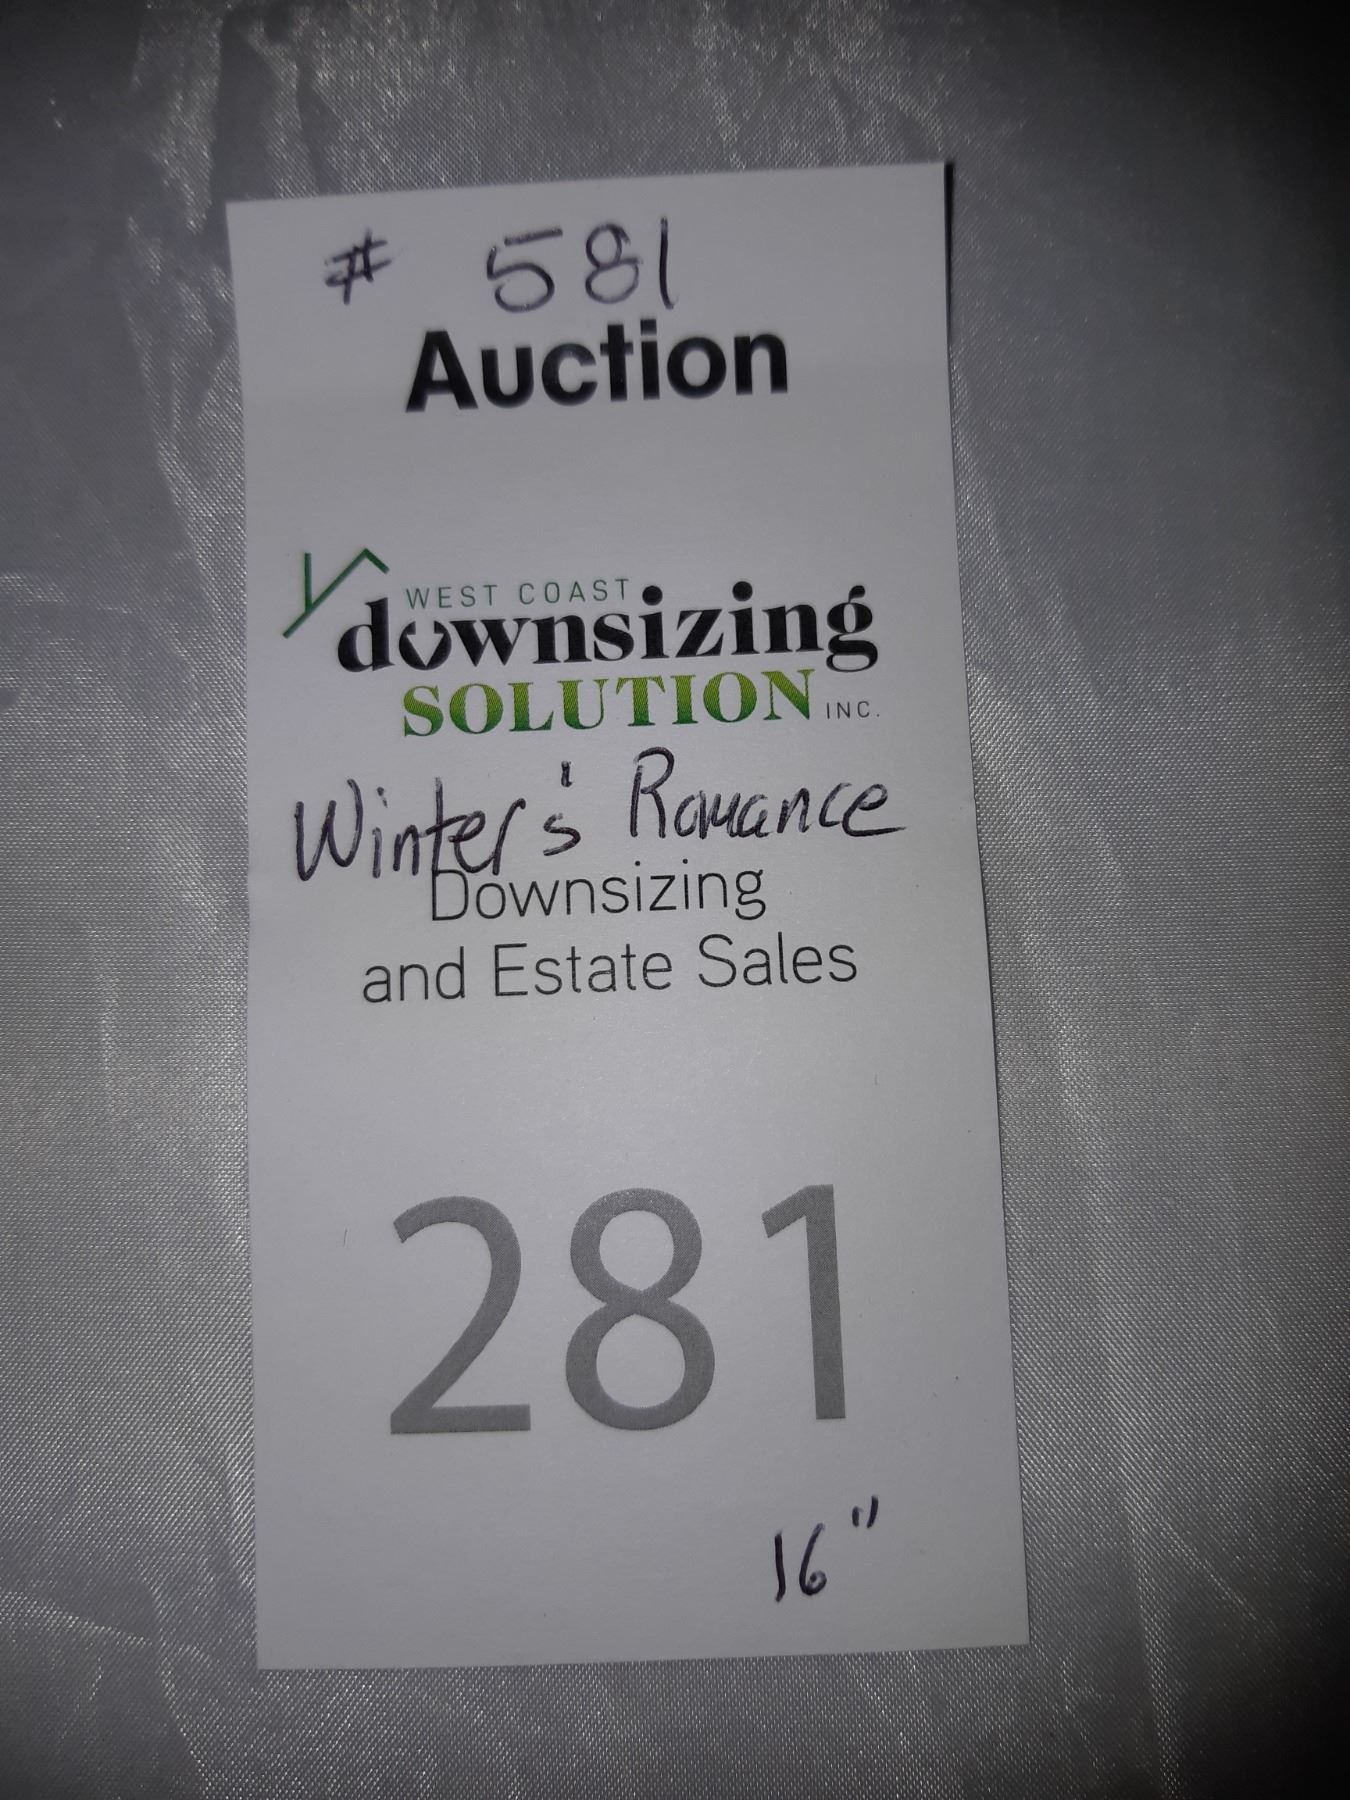 # 581
Auction
WEST COAST
downsizing
SOLUTION INC.
Winter's Romance
Downsizing
and Estate Sales
281
16"